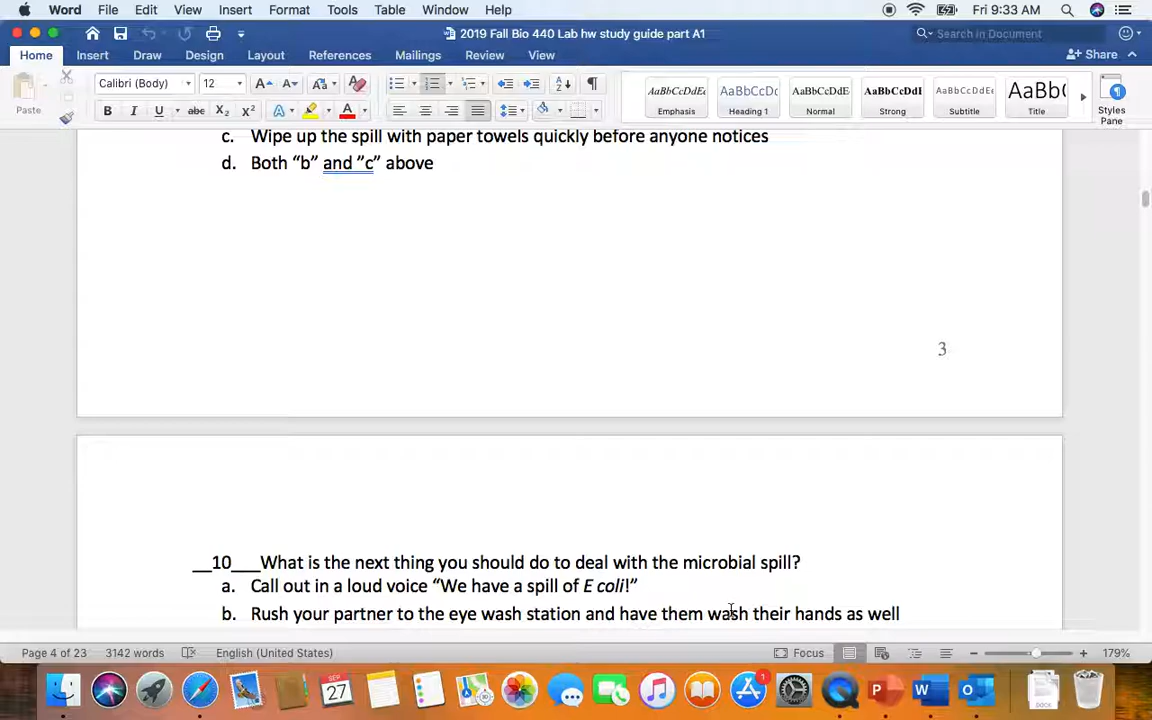 Word File Edit View Insert Format Tools Table Window Help Fri 9:33 AM
2019 Fall Bio 440 Lab hw study guide part A1 Search in Document
Home Insert Draw Design Layout References Mailings Review View Share
Paste Calibri (Body) 12 AaBbCcDdEe Emphasis AaBbCcDc Heading 1 AaBbCcDdE Normal AaBbCcDdE Strong AaBbCcDdEe Subtitle AaBb( Title Styles Pane
c. Wipe up the spill with paper towels quickly before anyone notices
d. Both “b” and ”c” above
3
__10___What is the next thing you should do to deal with the microbial spill?
a. Call out in a loud voice “We have a spill of E coli!”
b. Rush your partner to the eye wash station and have them wash their hands as well
Page 4 of 23 3142 words English (United States) Focus 179%
SEP
27
1
DOCX